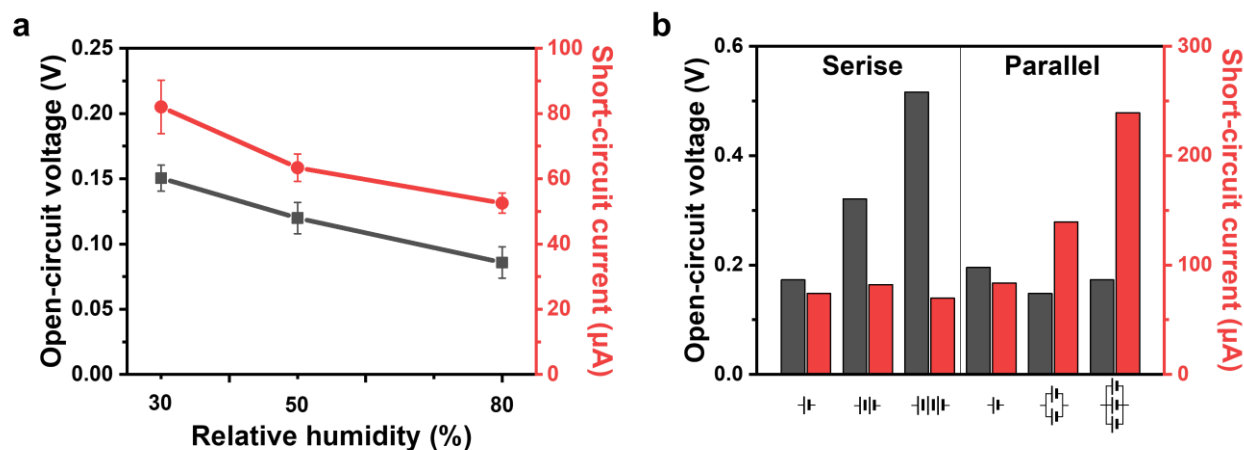 a
Open-circuit voltage (V)
0.25
0.20
0.15
0.10
0.05
0.00
30
50
80
Relative humidity (%)
100
80
60
40
20
0
Short-circuit current (μA)
b
Open-circuit voltage (V)
0.6
0.4
0.2
0.0
Serise
Parallel
300
200
100
0
Short-circuit current (μA)